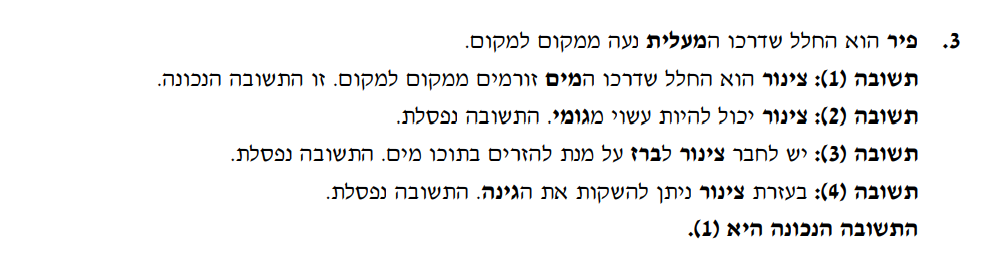 3. פיר הוא החלל שדרכו המעלית נעה ממקום למקום.
תשובה (1): צינור הוא החלל שדרכו המים זורמים ממקום למקום. זו התשובה הנכונה.
תשובה (2): צינור יכול להיות עשוי מגומי. התשובה נפסלת.
תשובה (3): יש לחבר צינור לברז על מנת להזרים בתוכו מים. התשובה נפסלת.
תשובה (4): בעזרת צינור ניתן להשקות את הגינה. התשובה נפסלת.
התשובה הנכונה היא (1).